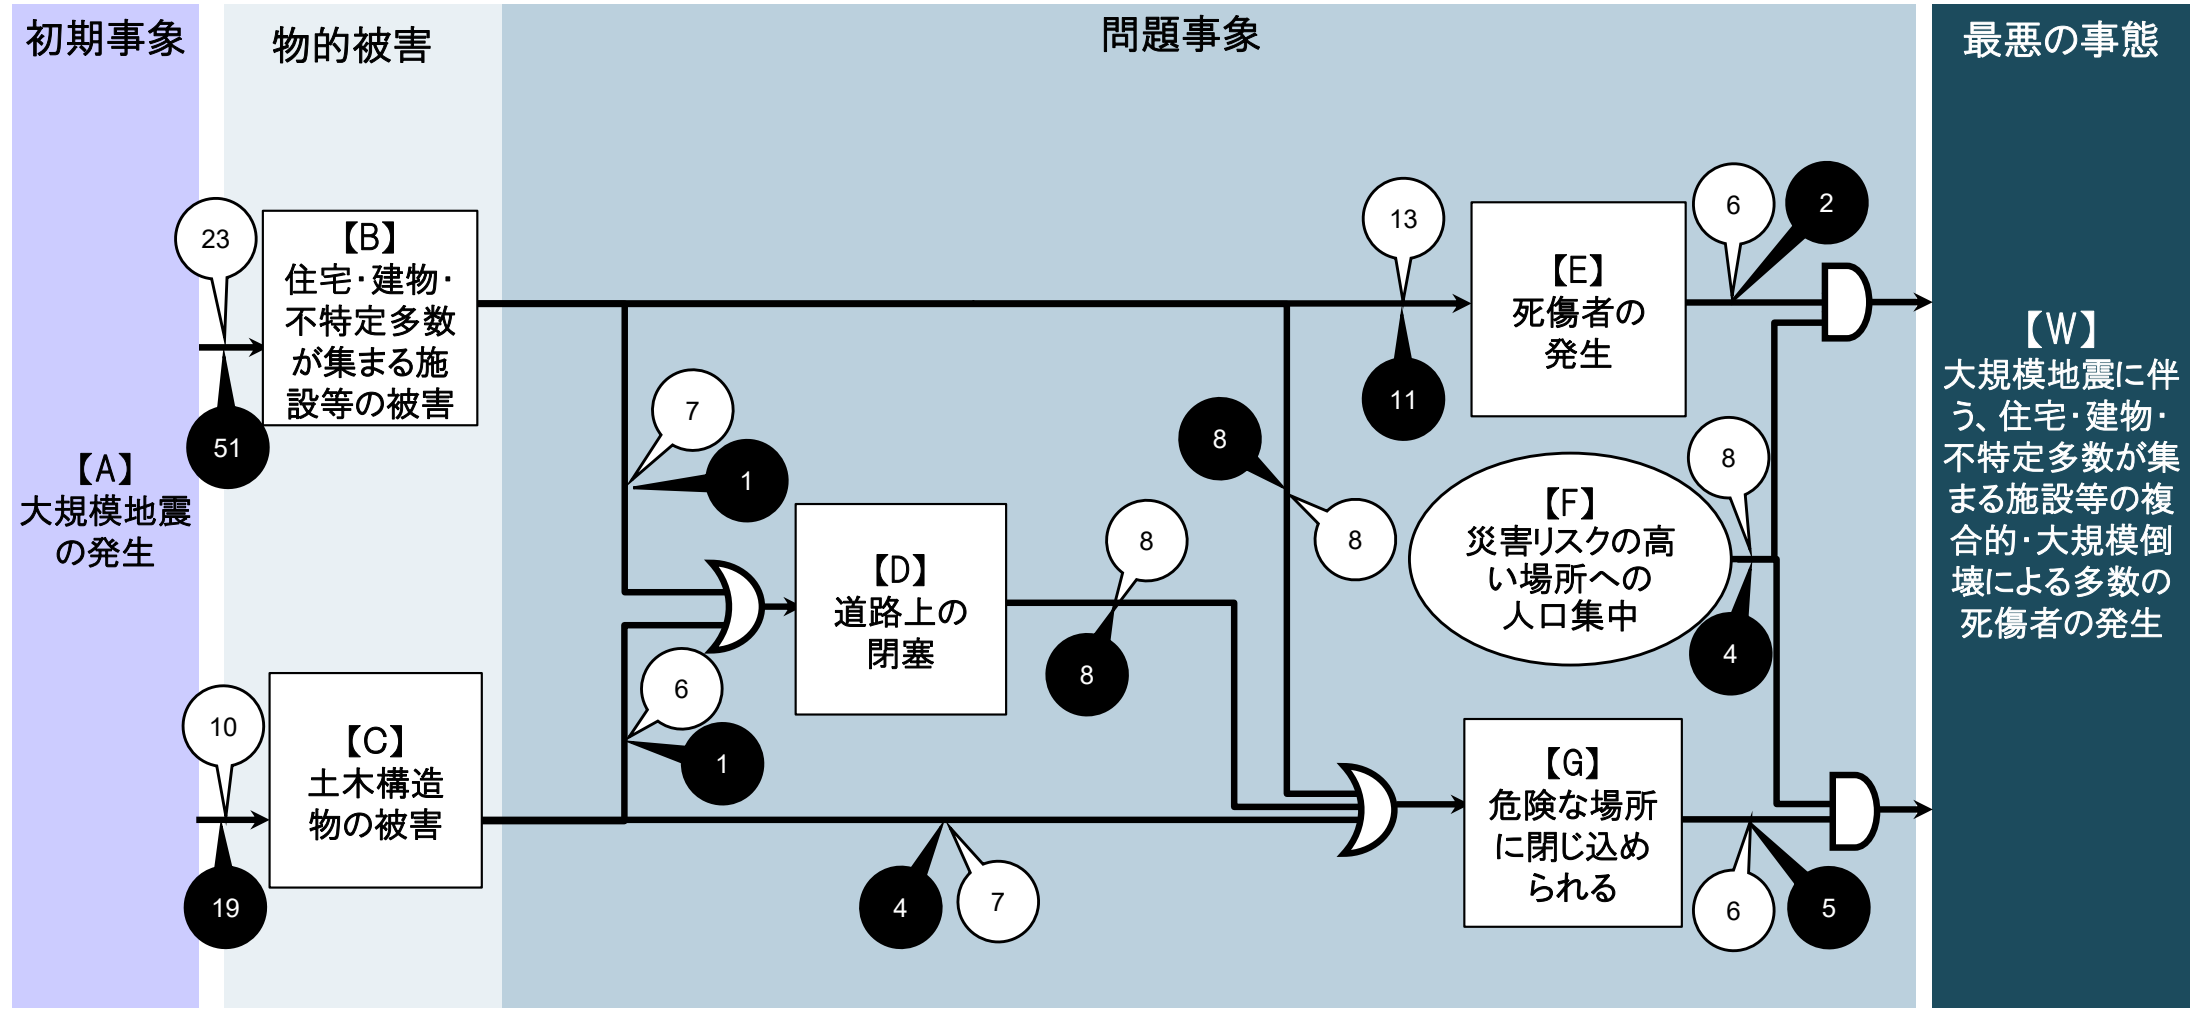 初期事象
物的被害
問題事象
最悪の事態
【A】
大規模地震
の発生
23
51
【B】
住宅・建物・
不特定多数
が集まる施
設等の被害
10
19
【C】
土木構造
物の被害
7
1
6
1
【D】
道路上の
閉塞
8
8
4
7
8
8
13
11
【E】
死傷者の
発生
6
2
【F】
災害リスクの高
い場所への
人口集中
8
4
【G】
危険な場所
に閉じ込め
られる
6
5
【W】
大規模地震に伴
う、住宅・建物・
不特定多数が集
まる施設等の複
合的・大規模倒
壊による多数の
死傷者の発生